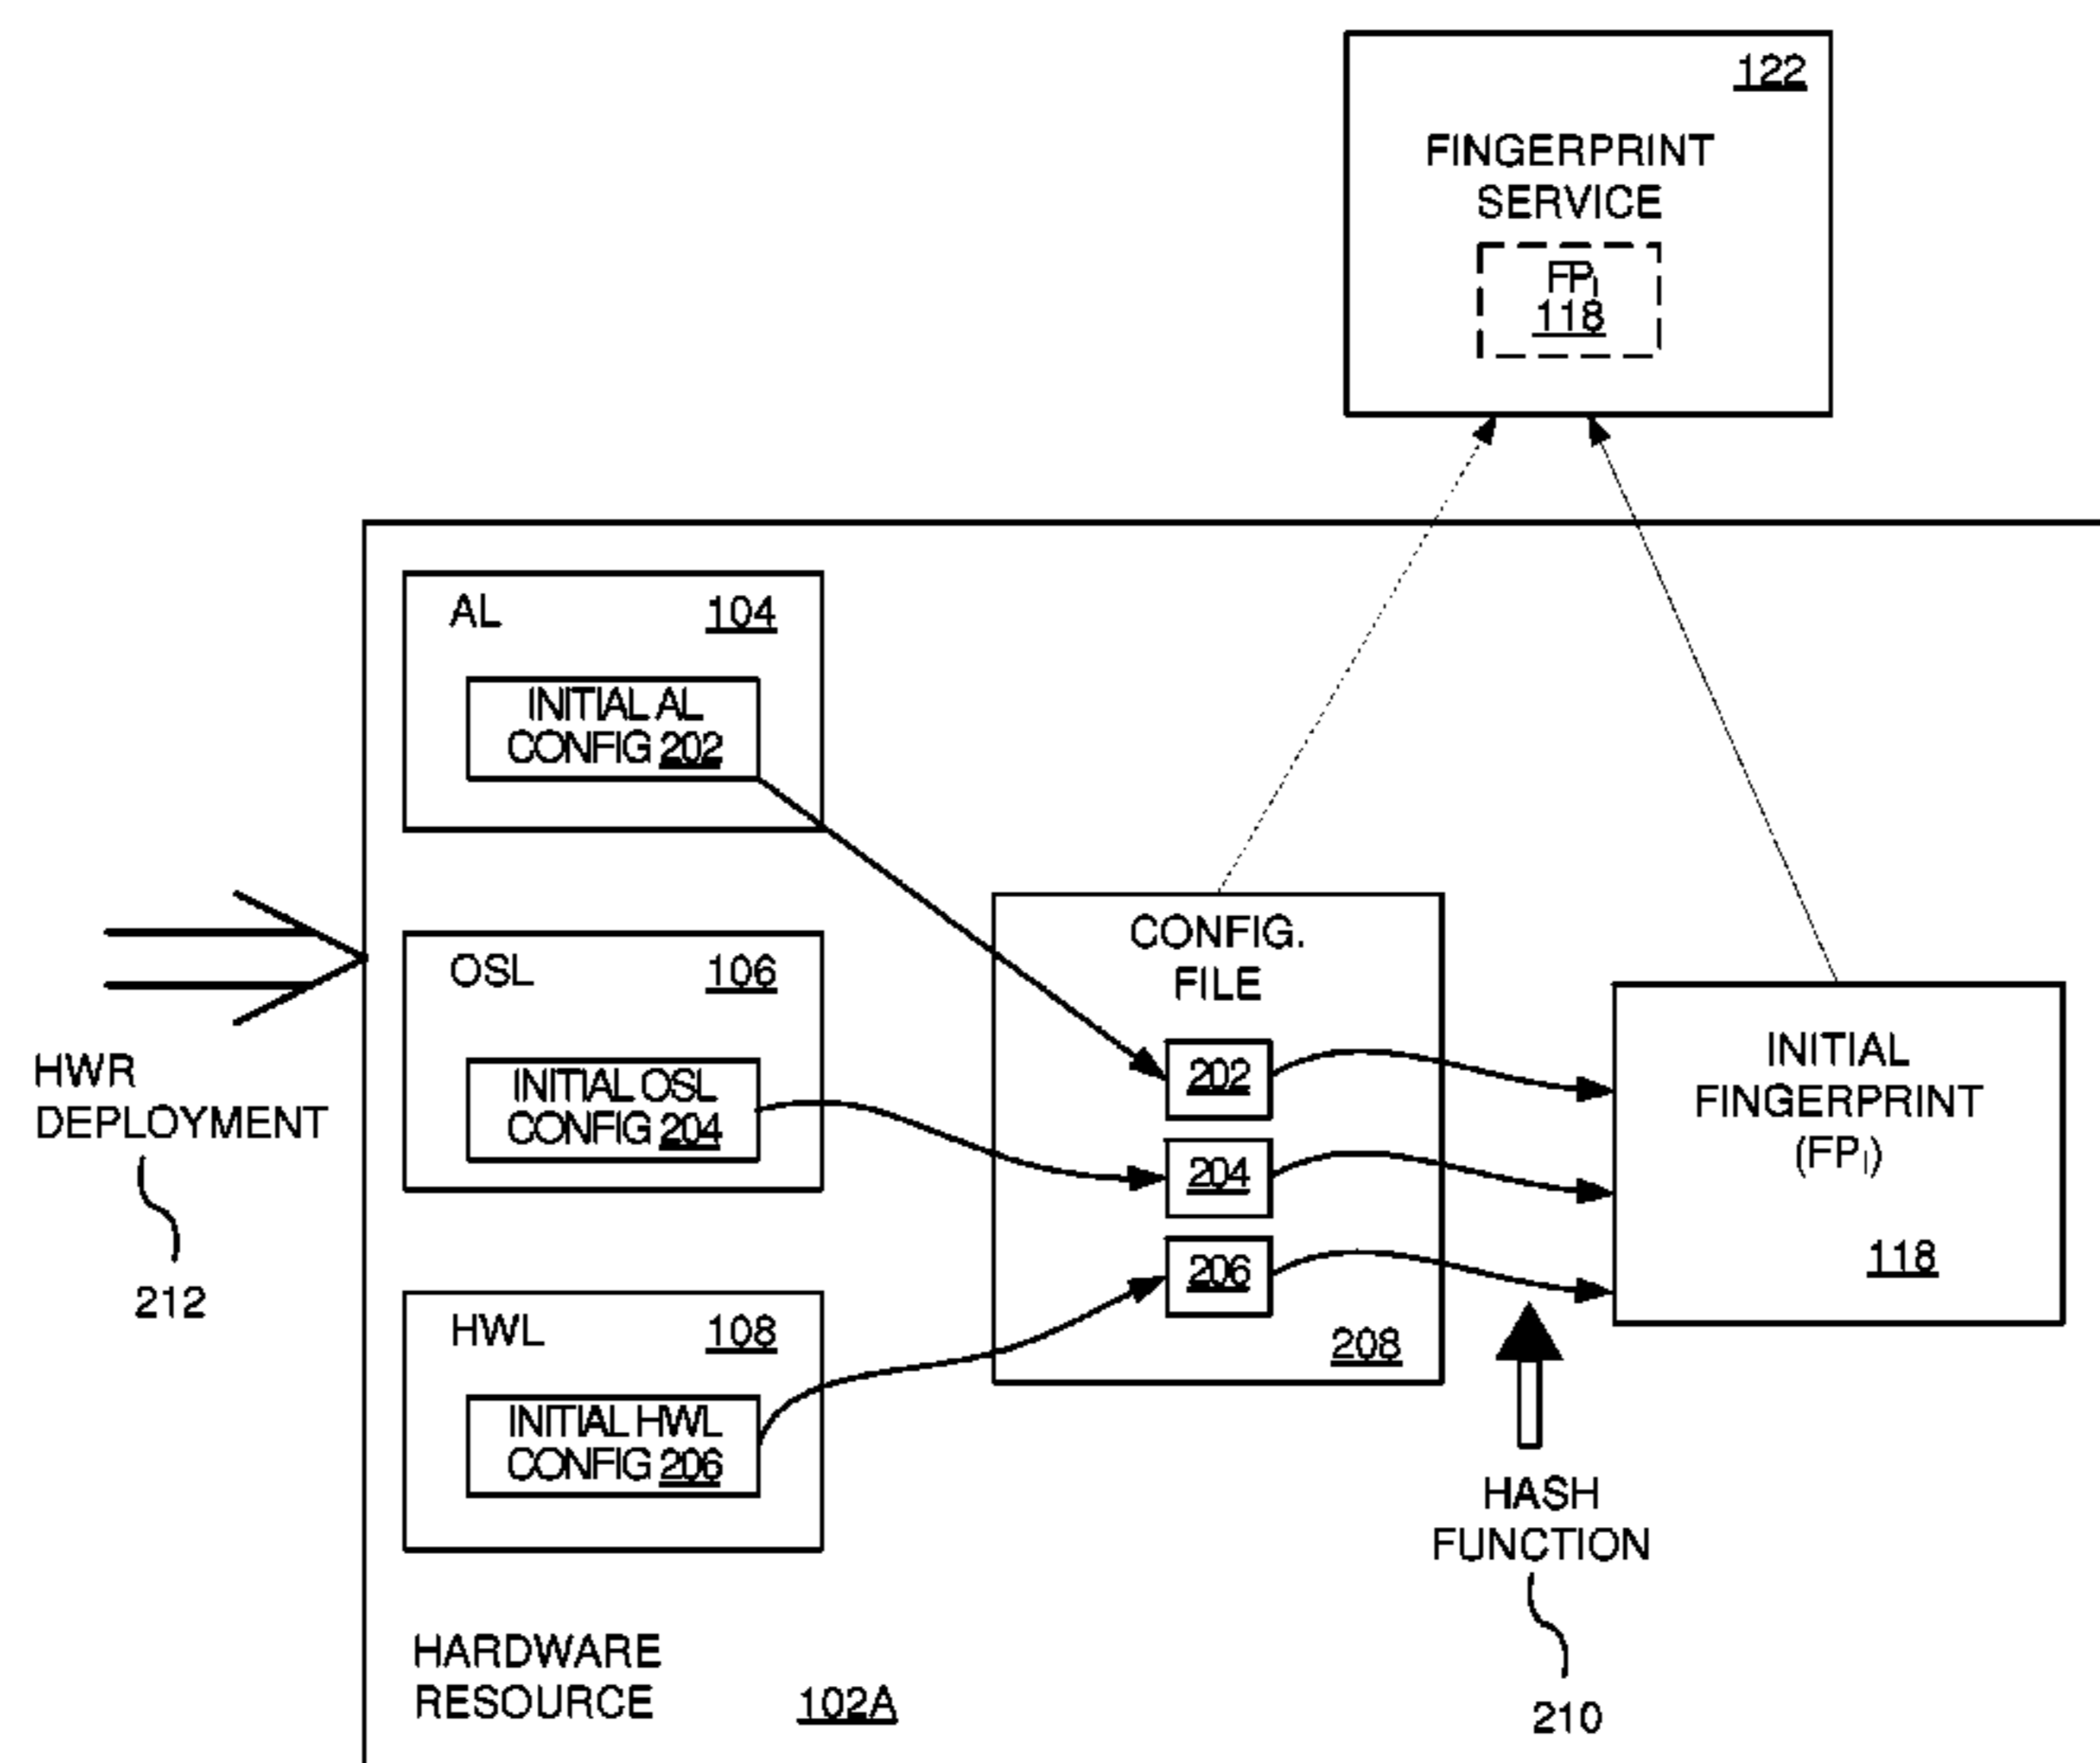 122
FINGERPRINT
SERVICE
FPI
118
AL 104
INITIAL AL
CONFIG 202
OSL 106
INITIAL OSL
CONFIG 204
HWL 108
INITIAL HWL
CONFIG 206
HWR
DEPLOYMENT
212
CONFIG.
FILE
202
204
206
208
INITIAL
FINGERPRINT
(FPI)
118
HASH
FUNCTION
210
HARDWARE
RESOURCE 102A